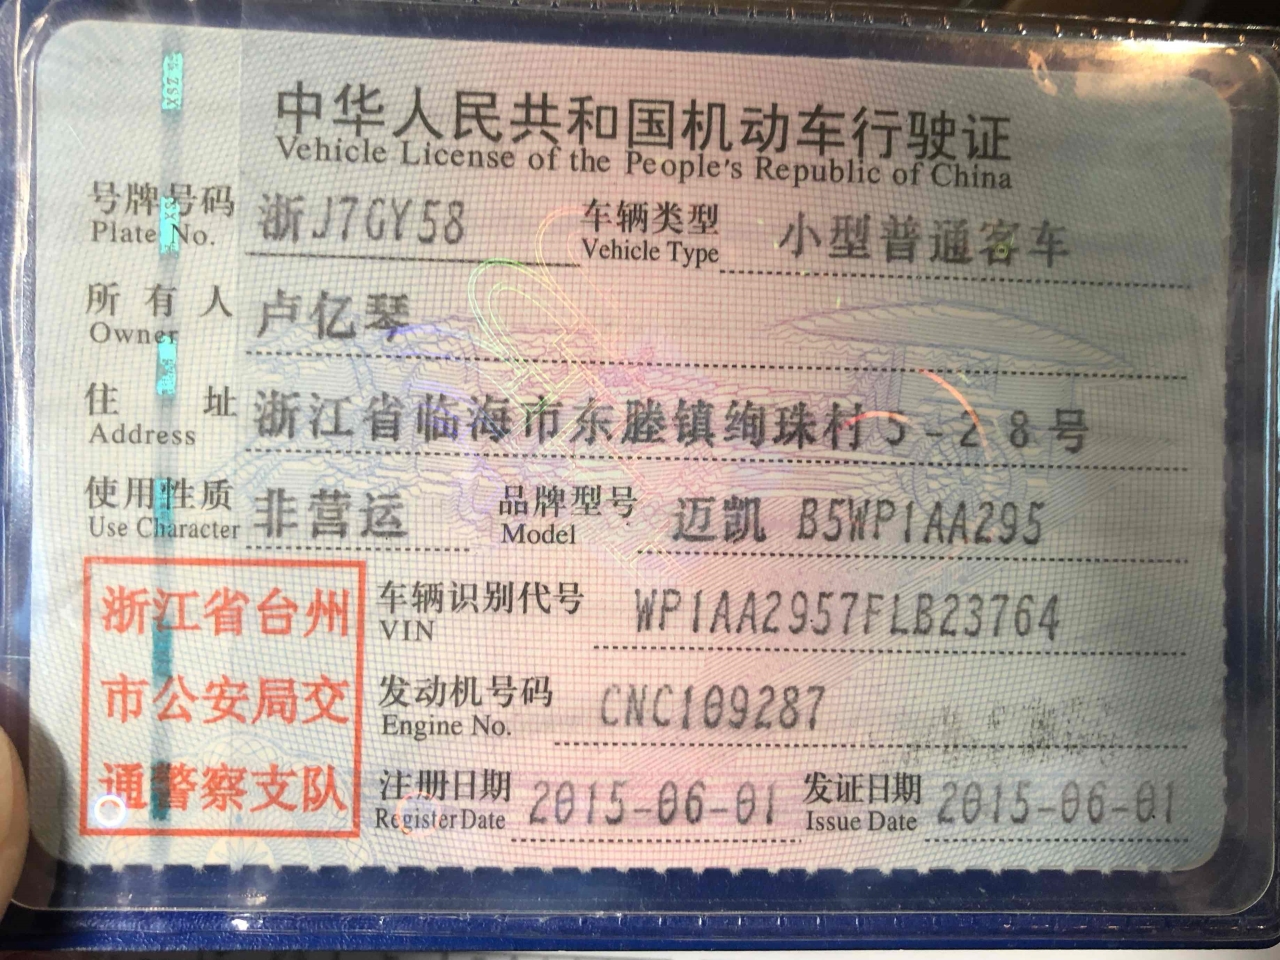 中华人民共和国机动车行驶证
Vehicle License of the People's Republic of China
号牌号码 浙J7GY58 车辆类型 小型普通客车
Plate No. Vehicle Type
所有人 卢亿琴
Owner
住址 浙江省临海市东塍镇绚珠村5-28号
Address
使用性质 非营运 品牌型号 迈凯 B5WP1AA295
Use Character Model
浙江省台州
市公安局交
通警察支队
车辆识别代号 WP1AA2957FLB23764
VIN
发动机号码 CNC109287
Engine No.
注册日期 2015-06-01 发证日期 2015-06-01
Register Date Issue Date